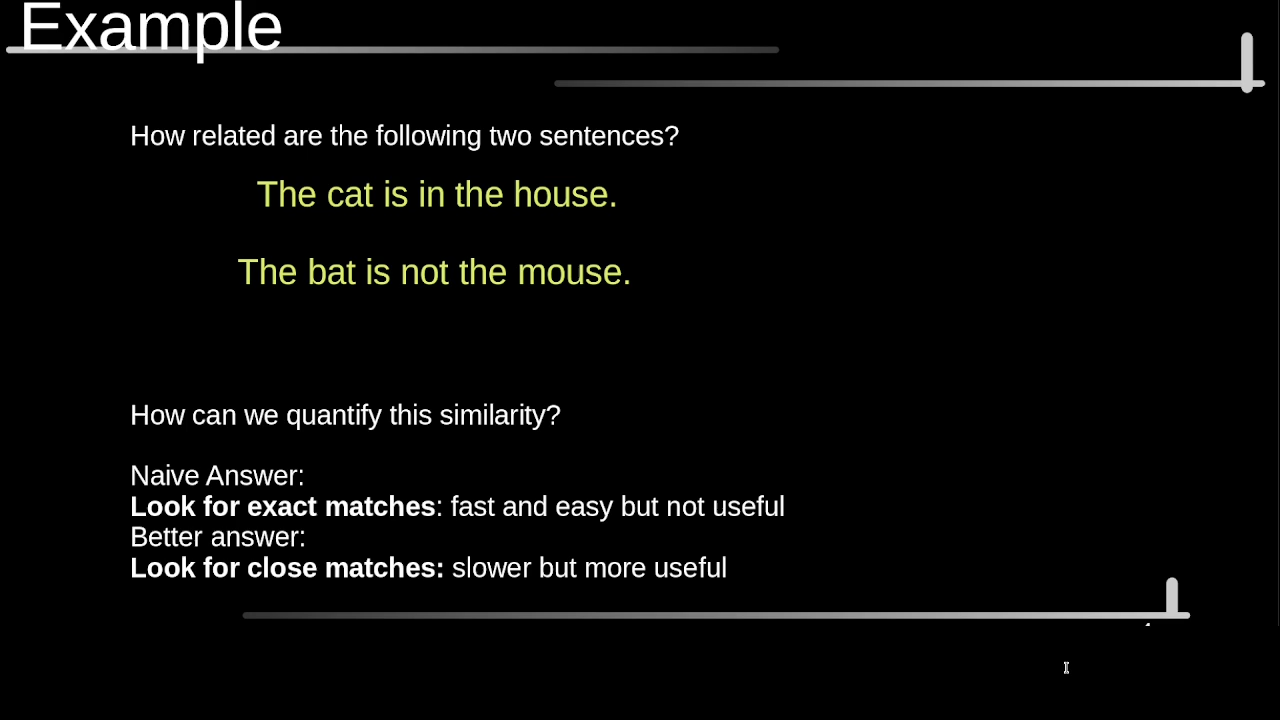 Example
How related are the following two sentences?
The cat is in the house.
The bat is not the mouse.
How can we quantify this similarity?
Naive Answer:
Look for exact matches: fast and easy but not useful
Better answer:
Look for close matches: slower but more useful